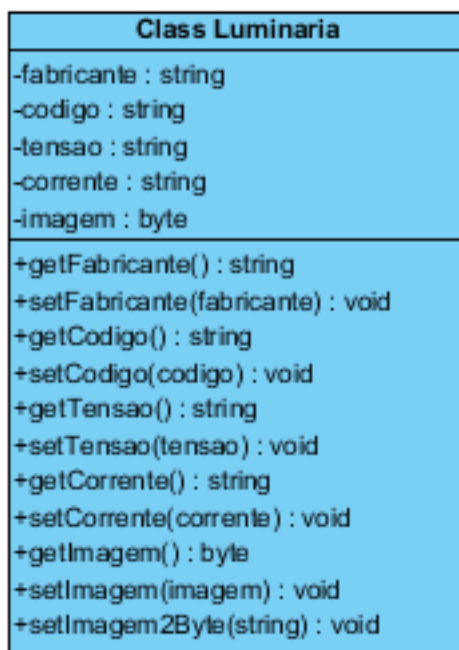 Class Luminaria
-fabricante : string
-codigo : string
-tensao : string
-corrente : string
-imagem : byte
+getFabricante() : string
+setFabricante(fabricante) : void
+getCodigo() : string
+setCodigo(codigo) : void
+getTensao() : string
+setTensao(tensao) : void
+getCorrente() : string
+setCorrente(corrente) : void
+getImagem() : byte
+setImagem(imagem) : void
+setImagem2Byte(string) : void